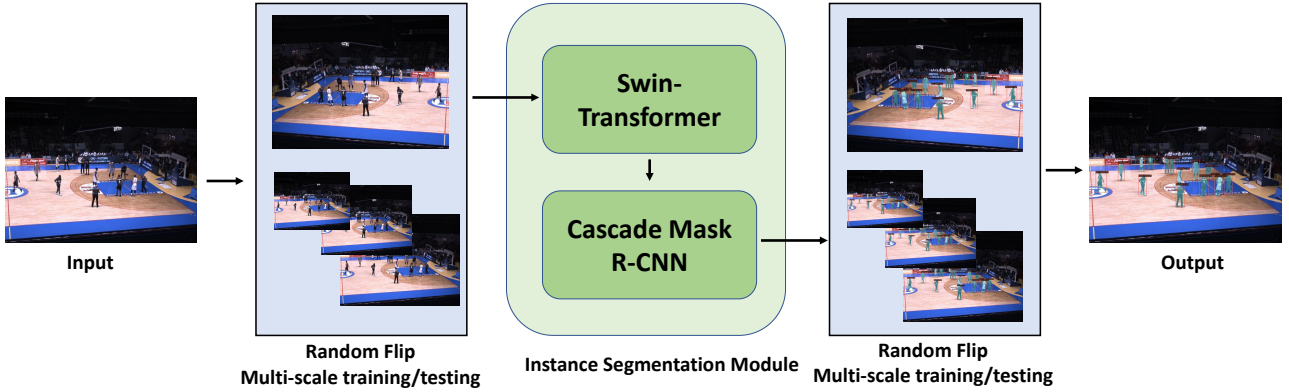 Input
Random Flip
Multi-scale training/testing
Swin-
Transformer
Cascade Mask
R-CNN
Instance Segmentation Module
Random Flip
Multi-scale training/testing
Output